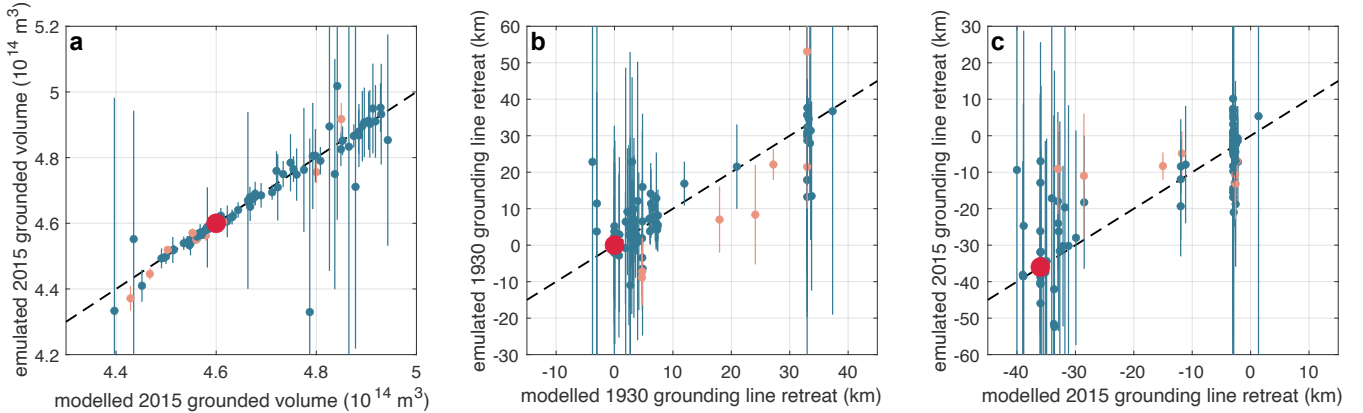 a
emulated 2015 grounded volume (10^14 m^3)
5.2
5
4.8
4.6
4.4
4.2
4.4 4.6 4.8 5
modelled 2015 grounded volume (10^14 m^3)
b
emulated 1930 grounding line retreat (km)
60
50
40
30
20
10
0
-10
-20
-30
-10 0 10 20 30 40
modelled 1930 grounding line retreat (km)
c
emulated 2015 grounding line retreat (km)
30
20
10
0
-10
-20
-30
-40
-50
-60
-40 -30 -20 -10 0 10
modelled 2015 grounding line retreat (km)